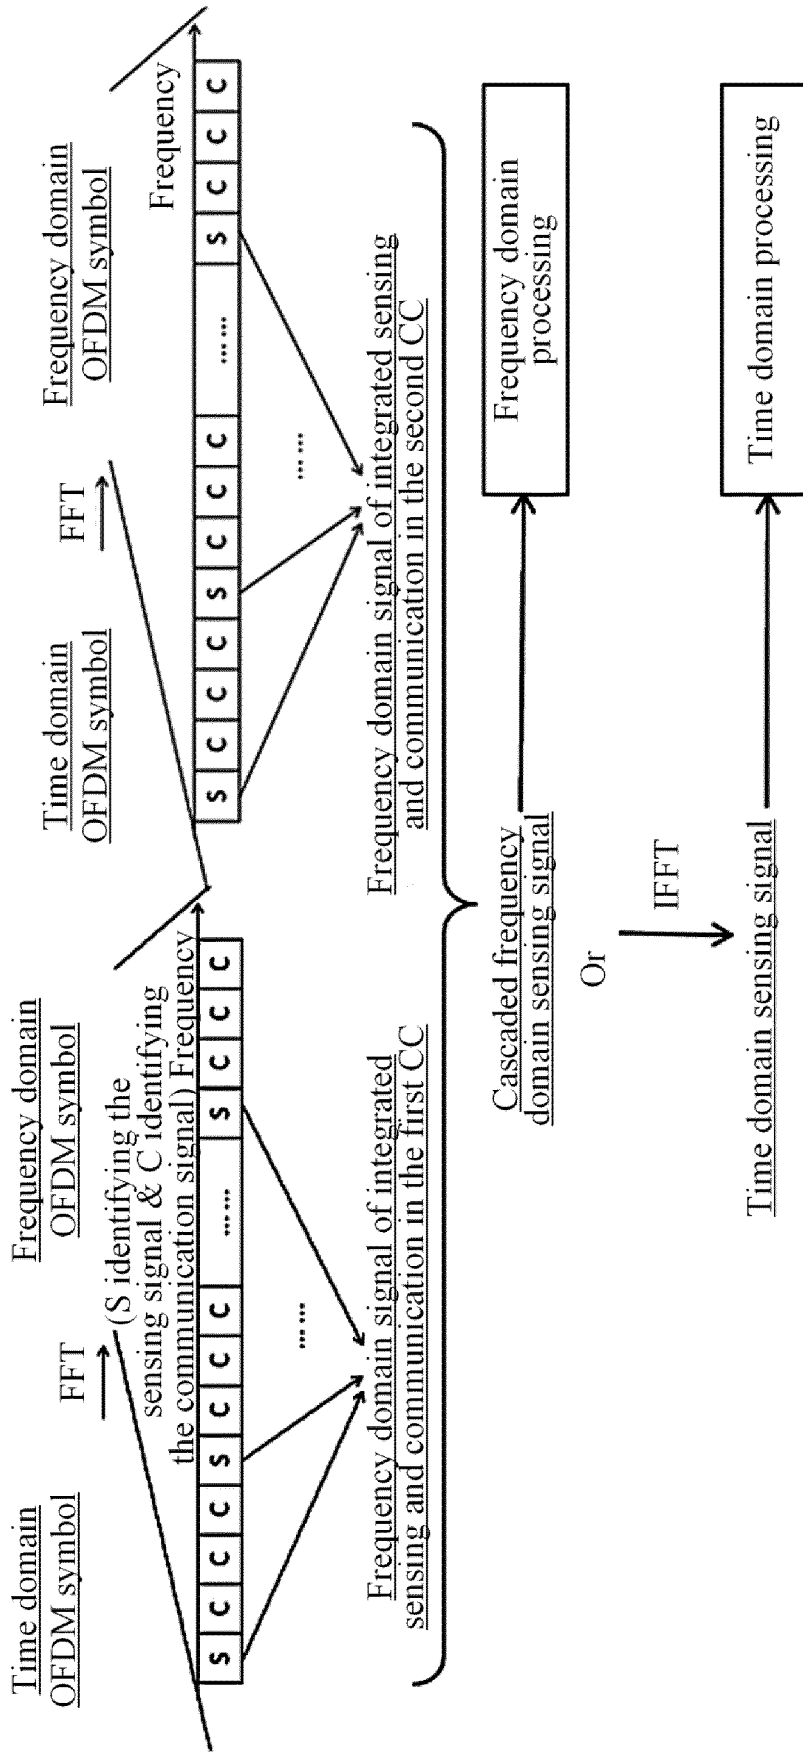 Time domain
OFDM symbol
FFT
Frequency domain
OFDM symbol
(S identifying the
sensing signal & C identifying
the communication signal) Frequency
S C C C S C C C ...... S C C C
......
Frequency domain signal of integrated
sensing and communication in the first CC
Time domain
OFDM symbol
FFT
Frequency domain
OFDM symbol
Frequency
S C C C S C C C ...... S C C C
......
Frequency domain signal of integrated sensing
and communication in the second CC
Cascaded frequency
domain sensing signal
Frequency domain
processing
Or
IFFT
Time domain sensing signal
Time domain processing